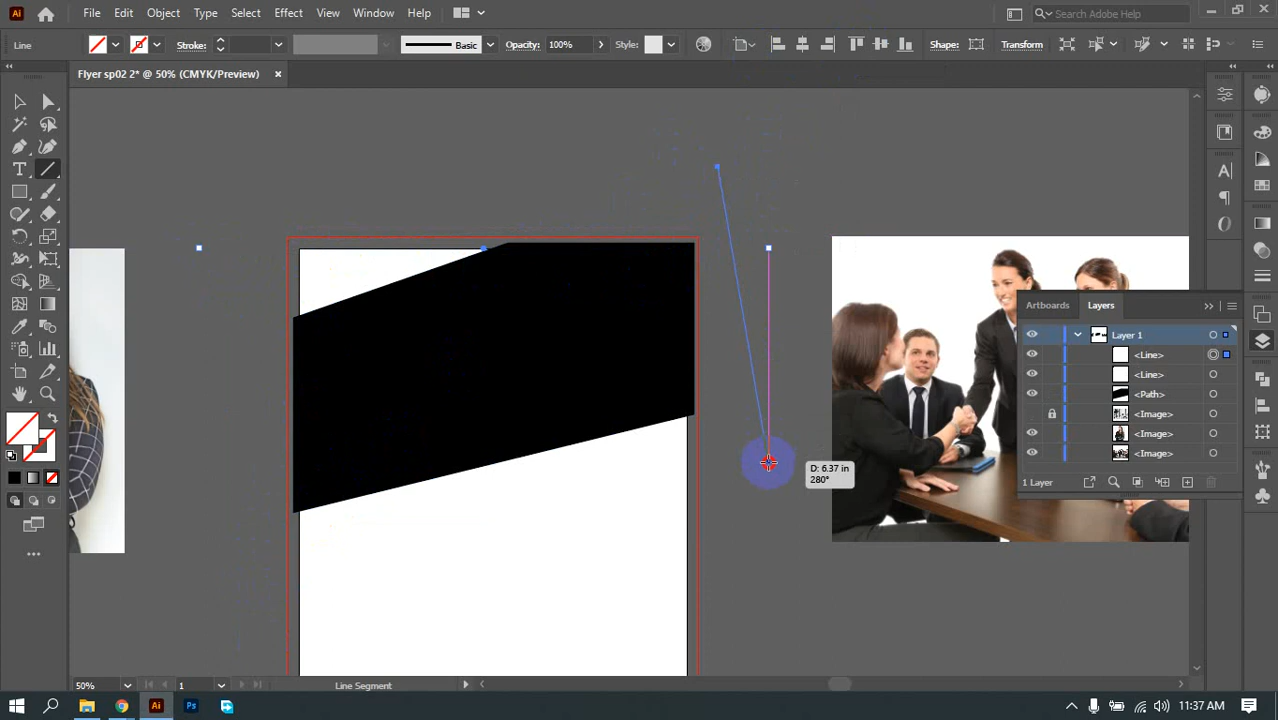 Ai
File Edit Object Type Select Effect View Window Help
Search Adobe Help
Line
Stroke:
Basic
Opacity: 100%
Style:
Shape:
Transform
Flyer sp02 2* @ 50% (CMYK/Preview)
D: 6.37 in
280°
Artboards Layers
Layer 1
<Line>
<Line>
<Path>
<Image>
<Image>
<Image>
1 Layer
50%
1
Line Segment
Ai
Ps
11:37 AM